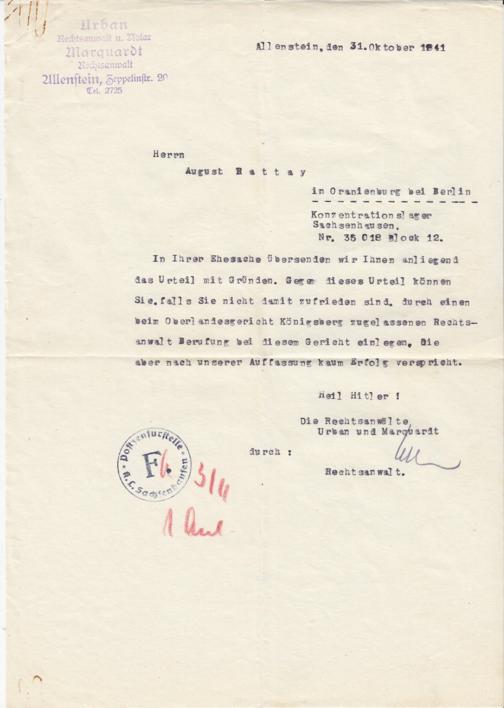 Urban
Rechtsanwalt u. Notar
Marquardt
Rechtsanwalt
Allenstein, Zeppelinstr. 20
Tel. 2725
Allenstein, den 31. Oktober 1941
Herrn
August Rattay
in Oranienburg bei Berlin
Konzentrationslager
Sachsenhausen.
Nr. 35 018 Block 12.
In Ihrer Ehesache übersenden wir Ihnen anliegend
das Urteil mit Gründen. Gegen dieses Urteil können
Sie, falls Sie nicht damit zufrieden sind, durch einen
beim Oberlandesgericht Königsberg zugelassenen Rechts-
anwalt Berufung bei diesem Gericht einlegen, die
aber nach unserer Auffassung kaum Erfolg verspricht.
Heil Hitler !
Die Rechtsanwälte
Urban und Marquardt
durch :
Rechtsanwalt.
Postzensurstelle
F.
K.L. Sachsenhausen
3/11